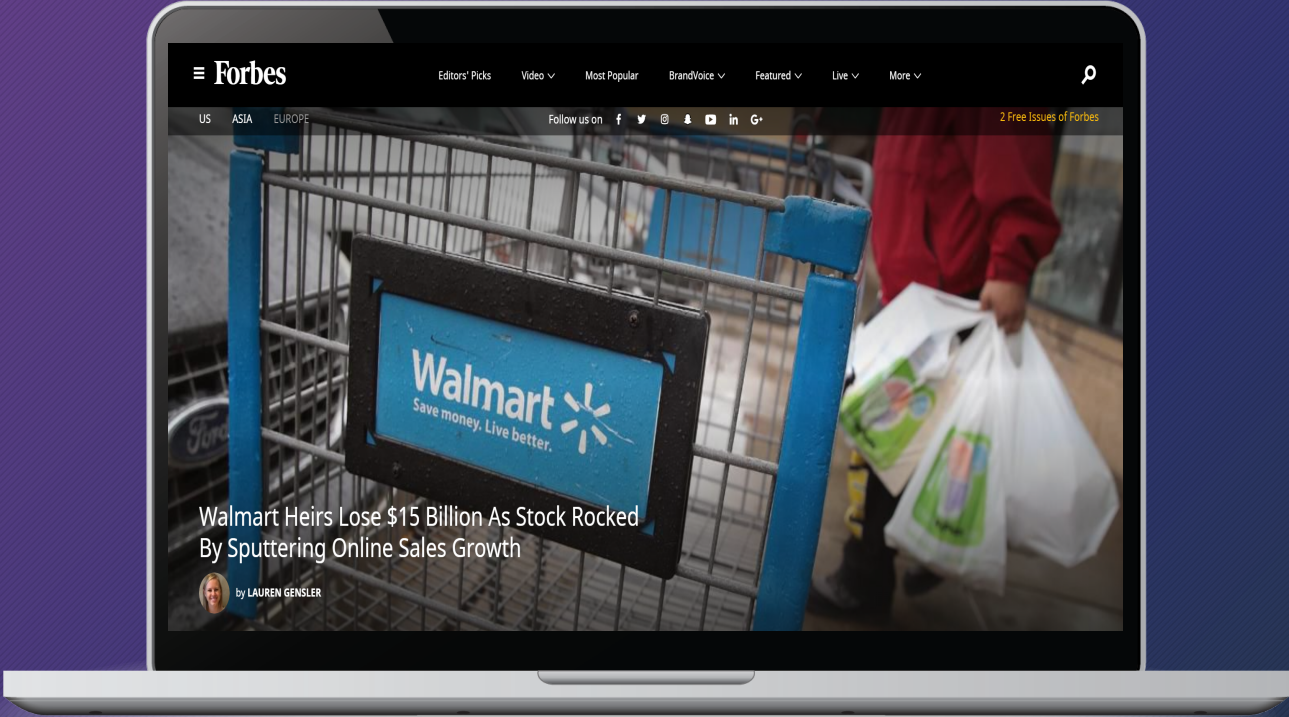 Forbes
Editors' Picks Video Most Popular BrandVoice Featured Live More
US ASIA EUROPE Follow us on 2 Free Issues of Forbes
Walmart
Save money. Live better.
Ford
Walmart Heirs Lose $15 Billion As Stock Rocked
By Sputtering Online Sales Growth
by LAUREN GENSLER